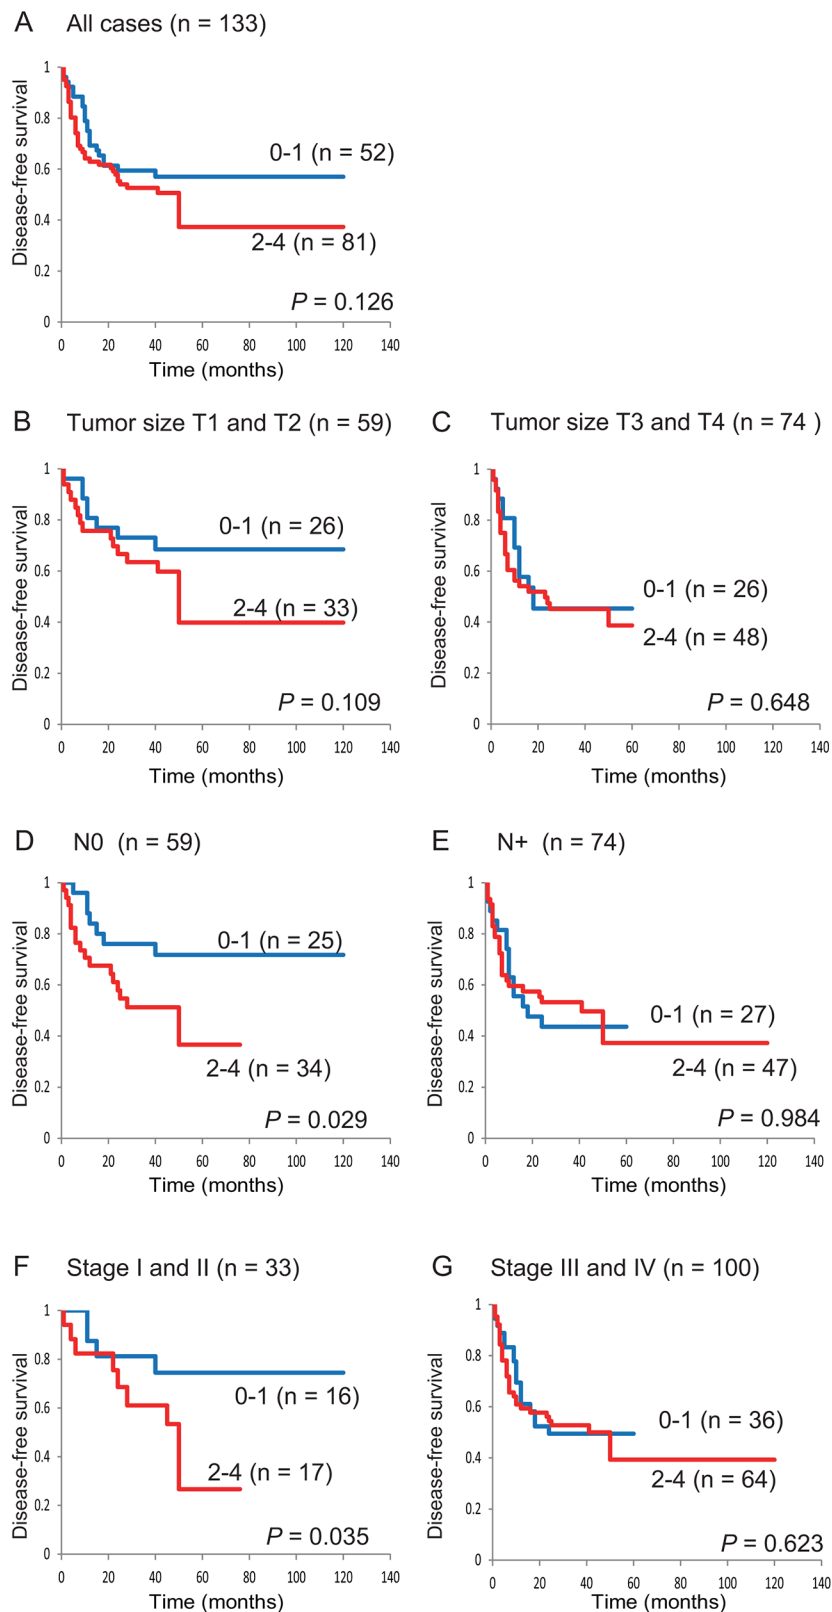 A All cases (n = 133)
Disease-free survival
1
0.8
0.6
0.4
0.2
0
0-1 (n = 52)
2-4 (n = 81)
P = 0.126
0 20 40 60 80 100 120 140
Time (months)
B Tumor size T1 and T2 (n = 59)
Disease-free survival
1
0.8
0.6
0.4
0.2
0
0-1 (n = 26)
2-4 (n = 33)
P = 0.109
0 20 40 60 80 100 120 140
Time (months)
C Tumor size T3 and T4 (n = 74 )
Disease-free survival
1
0.8
0.6
0.4
0.2
0
0-1 (n = 26)
2-4 (n = 48)
P = 0.648
0 20 40 60 80 100 120 140
Time (months)
D N0 (n = 59)
Disease-free survival
1
0.8
0.6
0.4
0.2
0
0-1 (n = 25)
2-4 (n = 34)
P = 0.029
0 20 40 60 80 100 120 140
Time (months)
E N+ (n = 74)
Disease-free survival
1
0.8
0.6
0.4
0.2
0
0-1 (n = 27)
2-4 (n = 47)
P = 0.984
0 20 40 60 80 100 120 140
Time (months)
F Stage I and II (n = 33)
Disease-free survival
1
0.8
0.6
0.4
0.2
0
0-1 (n = 16)
2-4 (n = 17)
P = 0.035
0 20 40 60 80 100 120 140
Time (months)
G Stage III and IV (n = 100)
Disease-free survival
1
0.8
0.6
0.4
0.2
0
0-1 (n = 36)
2-4 (n = 64)
P = 0.623
0 20 40 60 80 100 120 140
Time (months)